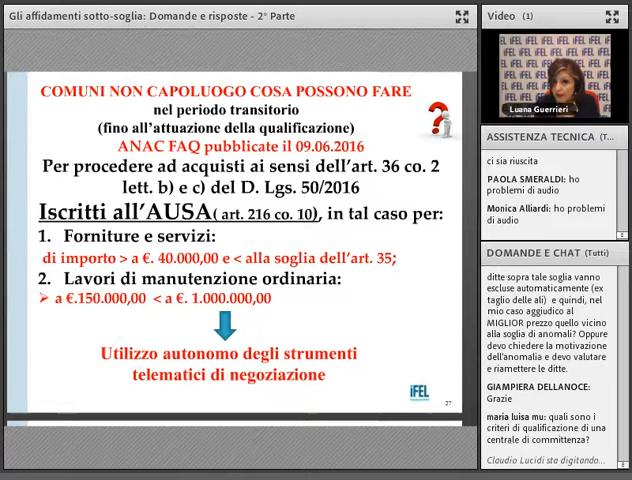 Gli affidamenti sotto-soglia: Domande e risposte - 2° Parte
COMUNI NON CAPOLUOGO COSA POSSONO FARE
nel periodo transitorio
(fino all'attuazione della qualificazione)
ANAC FAQ pubblicate il 09.06.2016
Per procedere ad acquisti ai sensi dell'art. 36 co. 2
lett. b) e c) del D. Lgs. 50/2016
Iscritti all'AUSA( art. 216 co. 10), in tal caso per:
1. Forniture e servizi:
di importo > a €. 40.000,00 e < alla soglia dell'art. 35;
2. Lavori di manutenzione ordinaria:
➢ a €.150.000,00 < a €. 1.000.000,00
Utilizzo autonomo degli strumenti
telematici di negoziazione
iFEL
27
Video (1)
Luana Guerrieri
ASSISTENZA TECNICA (T...
ci sia riuscita
PAOLA SMERALDI: ho
problemi di audio
Monica Alliardi: ho problemi
di audio
DOMANDE E CHAT (Tutti)
ditte sopra tale soglia vanno
escluse automaticamente (ex
taglio delle ali) e quindi, nel
mio caso aggiudico al
MIGLIOR prezzo quello vicino
alla soglia di anomali? Oppure
devo chiedere la motivazione
dell'anomalia e devo valutare
e riamettere le ditte.
GIAMPIERA DELLANOCE:
Grazie
maria luisa mu: quali sono i
criteri di qualificazione di una
centrale di committenza?
Claudio Lucidi sta digitando...